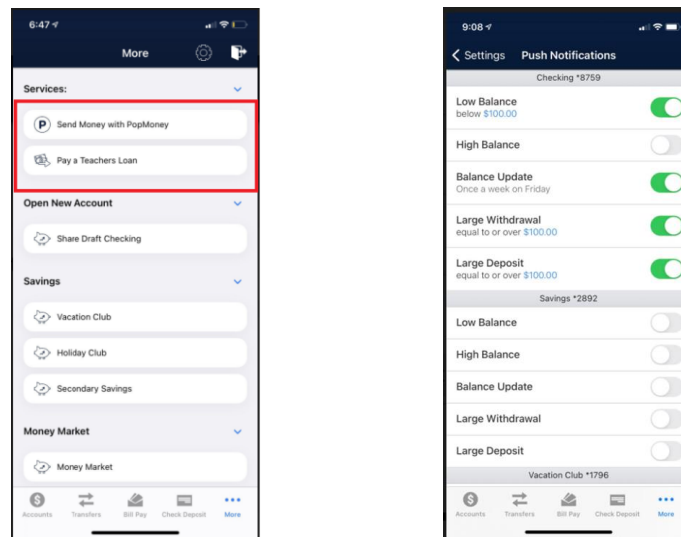 6:47
More
Services:
P
Send Money with PopMoney
Pay a Teachers Loan
Open New Account
Share Draft Checking
Savings
Vacation Club
Holiday Club
Secondary Savings
Money Market
Money Market
$
Accounts Transfers Bill Pay Check Deposit More
9:08
Settings Push Notifications
Checking *8759
Low Balance
below $100.00
High Balance
Balance Update
Once a week on Friday
Large Withdrawal
equal to or over $100.00
Large Deposit
equal to or over $100.00
Savings *2892
Low Balance
High Balance
Balance Update
Large Withdrawal
Large Deposit
Vacation Club *1796
$
Accounts Transfers Bill Pay Check Deposit More